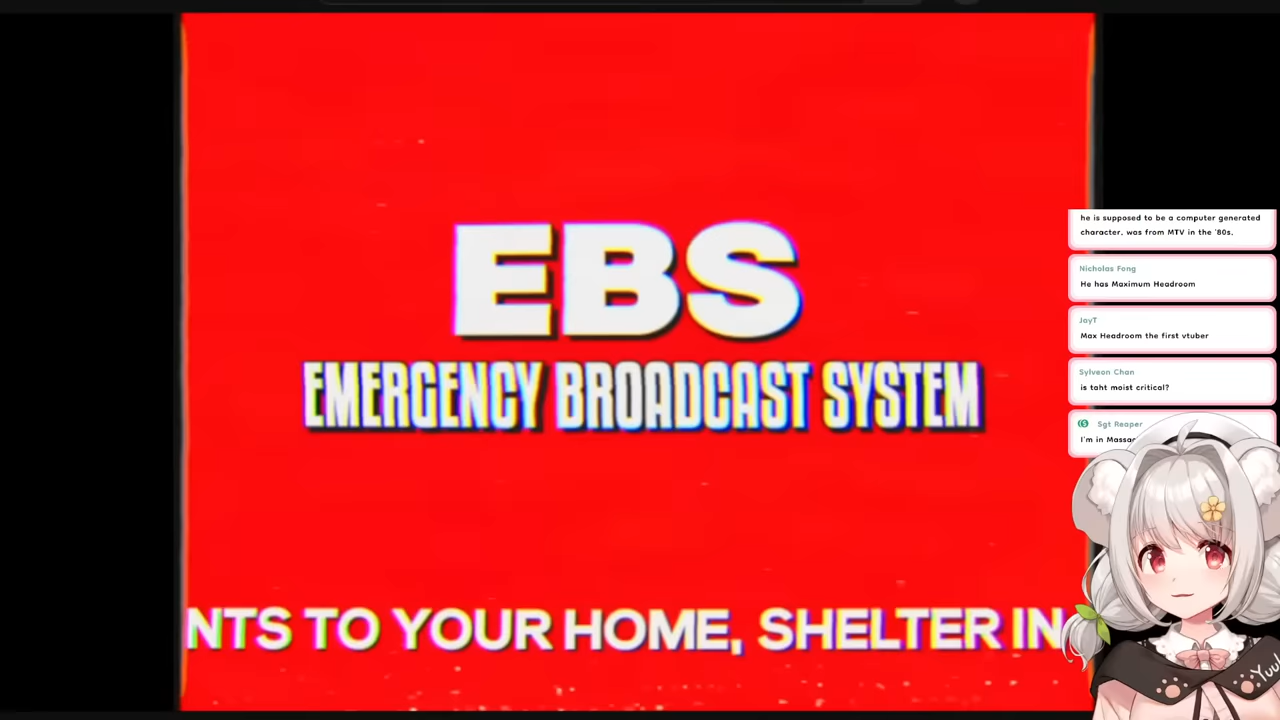 EBS
EMERGENCY BROADCAST SYSTEM
NTS TO YOUR HOME, SHELTER IN
he is supposed to be a computer generated
character, was from MTV in the '80s.
Nicholas Fong
He has Maximum Headroom
JoyT
Max Headroom the first vtuber
Sylveon Chan
is taht moist critical?
Sgt Reaper
I'm in